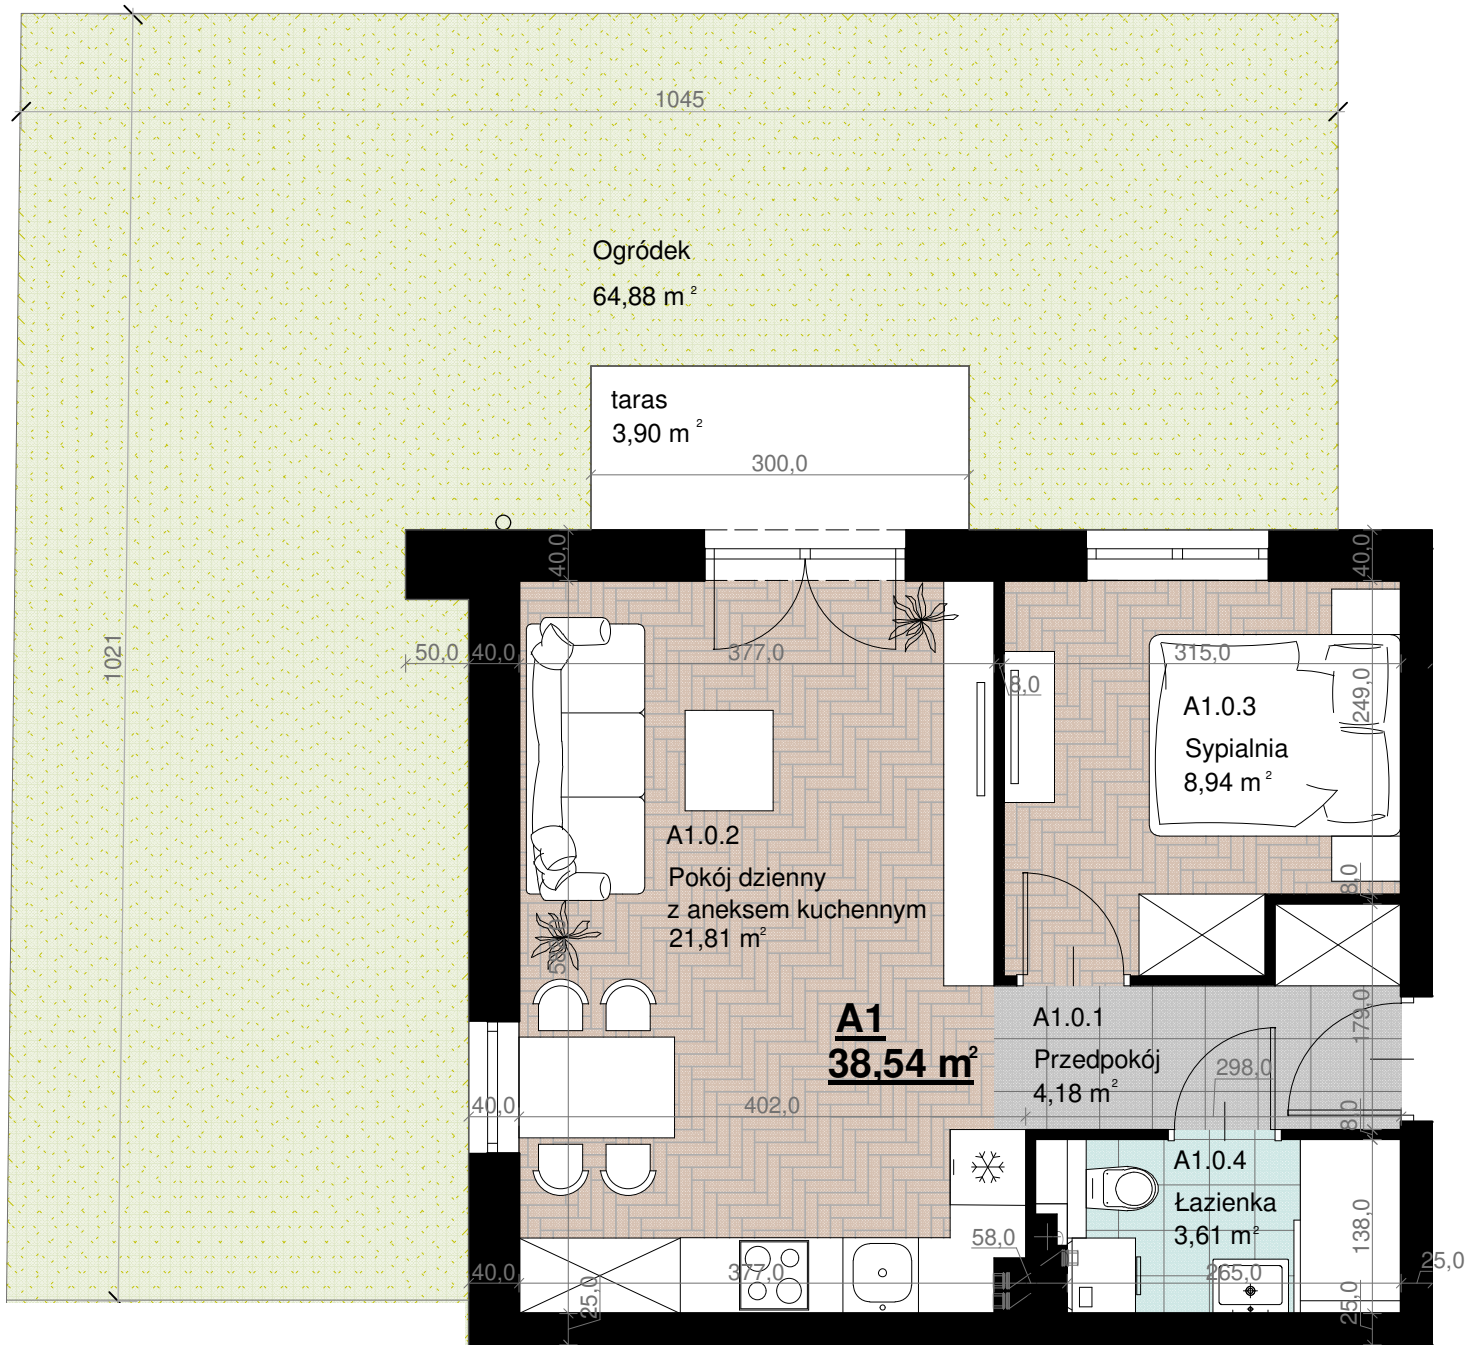 1045
Ogródek
64,88 m²
taras
3,90 m²
300,0
40,0
40,0
1021
50,0
40,0
377,0
8,0
315,0
249,0
A1.0.3
Sypialnia
8,94 m²
A1.0.2
Pokój dzienny
z aneksem kuchennym
21,81 m²
8,0
A1
38,54 m²
A1.0.1
Przedpokój
4,18 m²
179,0
298,0
40,0
402,0
8,0
A1.0.4
Łazienka
3,61 m²
138,0
58,0
40,0
377,0
265,0
25,0
25,0
25,0